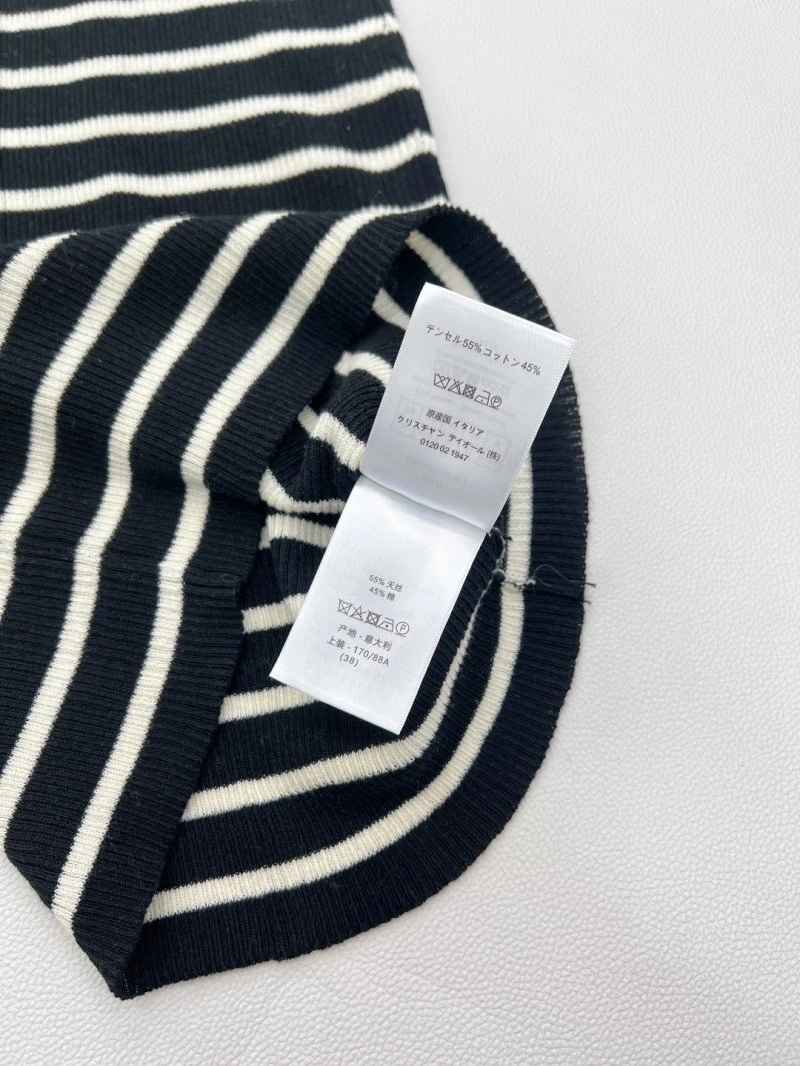 テンセル55%コットン45%
P
原産国 イタリア
クリスチャン ディオール (株)
0120 02 1947
55% 天丝
45% 棉
P
产地 - 意大利
上装 - 170/88A
(38)